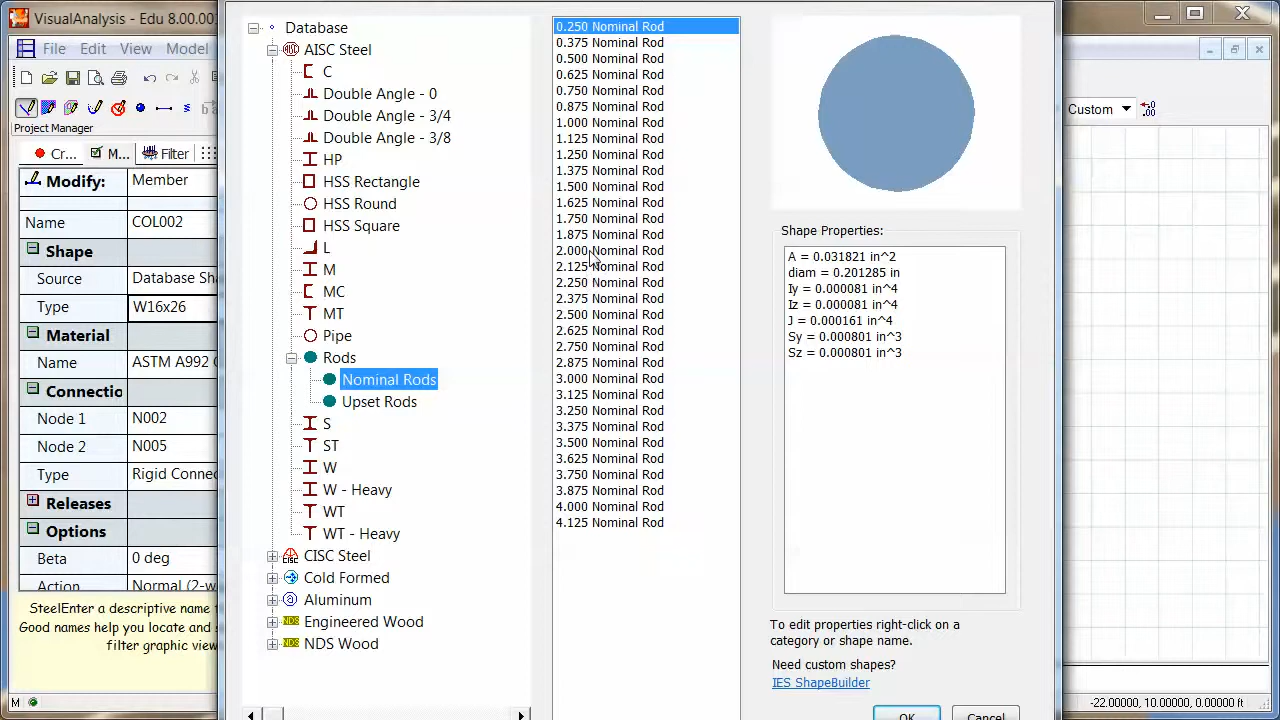 VisualAnalysis - Edu 8.00.00
File Edit View Model
Custom
Project Manager
Cr... M... Filter
Modify: Member
Name COL002
Shape
Source Database Sha
Type W16x26
Material
Name ASTM A992 G
Connectio
Node 1 N002
Node 2 N005
Type Rigid Connec
Releases
Options
Beta 0 deg
Action Normal (2-w
SteelEnter a descriptive name
Good names help you locate and
filter graphic view
M
Database
AISC Steel
C
Double Angle - 0
Double Angle - 3/4
Double Angle - 3/8
HP
HSS Rectangle
HSS Round
HSS Square
L
M
MC
MT
Pipe
Rods
Nominal Rods
Upset Rods
S
ST
W
W - Heavy
WT
WT - Heavy
CISC Steel
Cold Formed
Aluminum
Engineered Wood
NDS Wood
0.250 Nominal Rod
0.375 Nominal Rod
0.500 Nominal Rod
0.625 Nominal Rod
0.750 Nominal Rod
0.875 Nominal Rod
1.000 Nominal Rod
1.125 Nominal Rod
1.250 Nominal Rod
1.375 Nominal Rod
1.500 Nominal Rod
1.625 Nominal Rod
1.750 Nominal Rod
1.875 Nominal Rod
2.000 Nominal Rod
2.125 Nominal Rod
2.250 Nominal Rod
2.375 Nominal Rod
2.500 Nominal Rod
2.625 Nominal Rod
2.750 Nominal Rod
2.875 Nominal Rod
3.000 Nominal Rod
3.125 Nominal Rod
3.250 Nominal Rod
3.375 Nominal Rod
3.500 Nominal Rod
3.625 Nominal Rod
3.750 Nominal Rod
3.875 Nominal Rod
4.000 Nominal Rod
4.125 Nominal Rod
Shape Properties:
A = 0.031821 in^2
diam = 0.201285 in
Iy = 0.000081 in^4
Iz = 0.000081 in^4
J = 0.000161 in^4
Sy = 0.000801 in^3
Sz = 0.000801 in^3
To edit properties right-click on a
category or shape name.
Need custom shapes?
IES ShapeBuilder
OK Cancel
-22.00000, 10.00000, 0.00000 ft